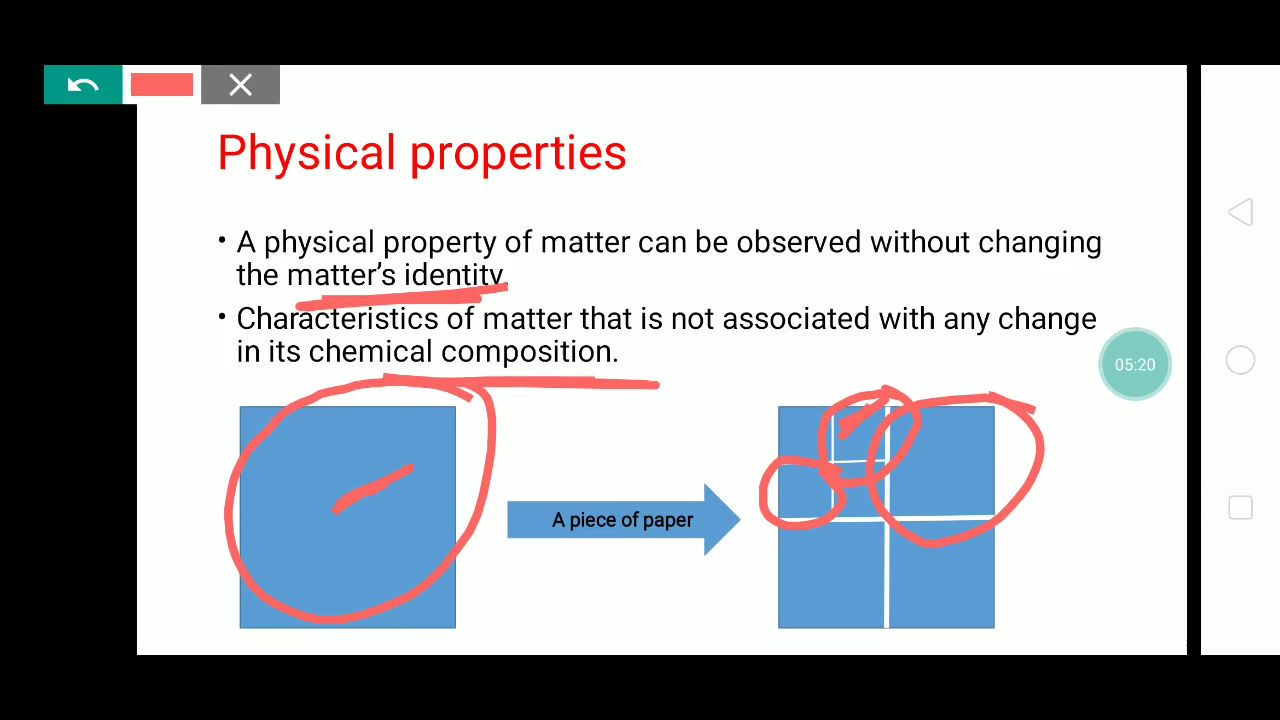 Physical properties
• A physical property of matter can be observed without changing
the matter’s identity.
• Characteristics of matter that is not associated with any change
in its chemical composition.
05:20
A piece of paper